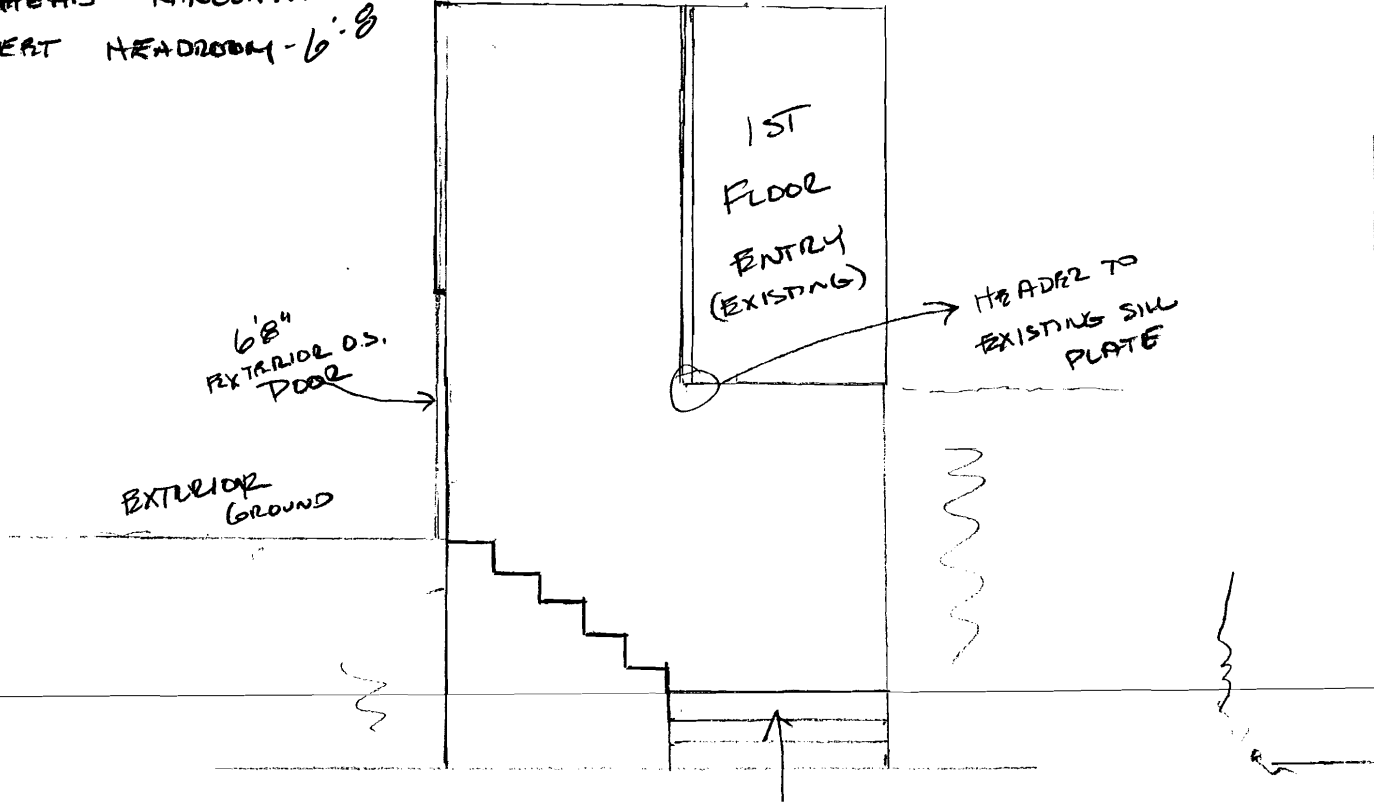 HEADROOM - 6':8
1ST
FLOOR
ENTRY
(EXISTING)
HEADER TO
EXISTING SILL
PLATE
6'8"
EXTERIOR O.S.
DOOR
EXTERIOR
GROUND